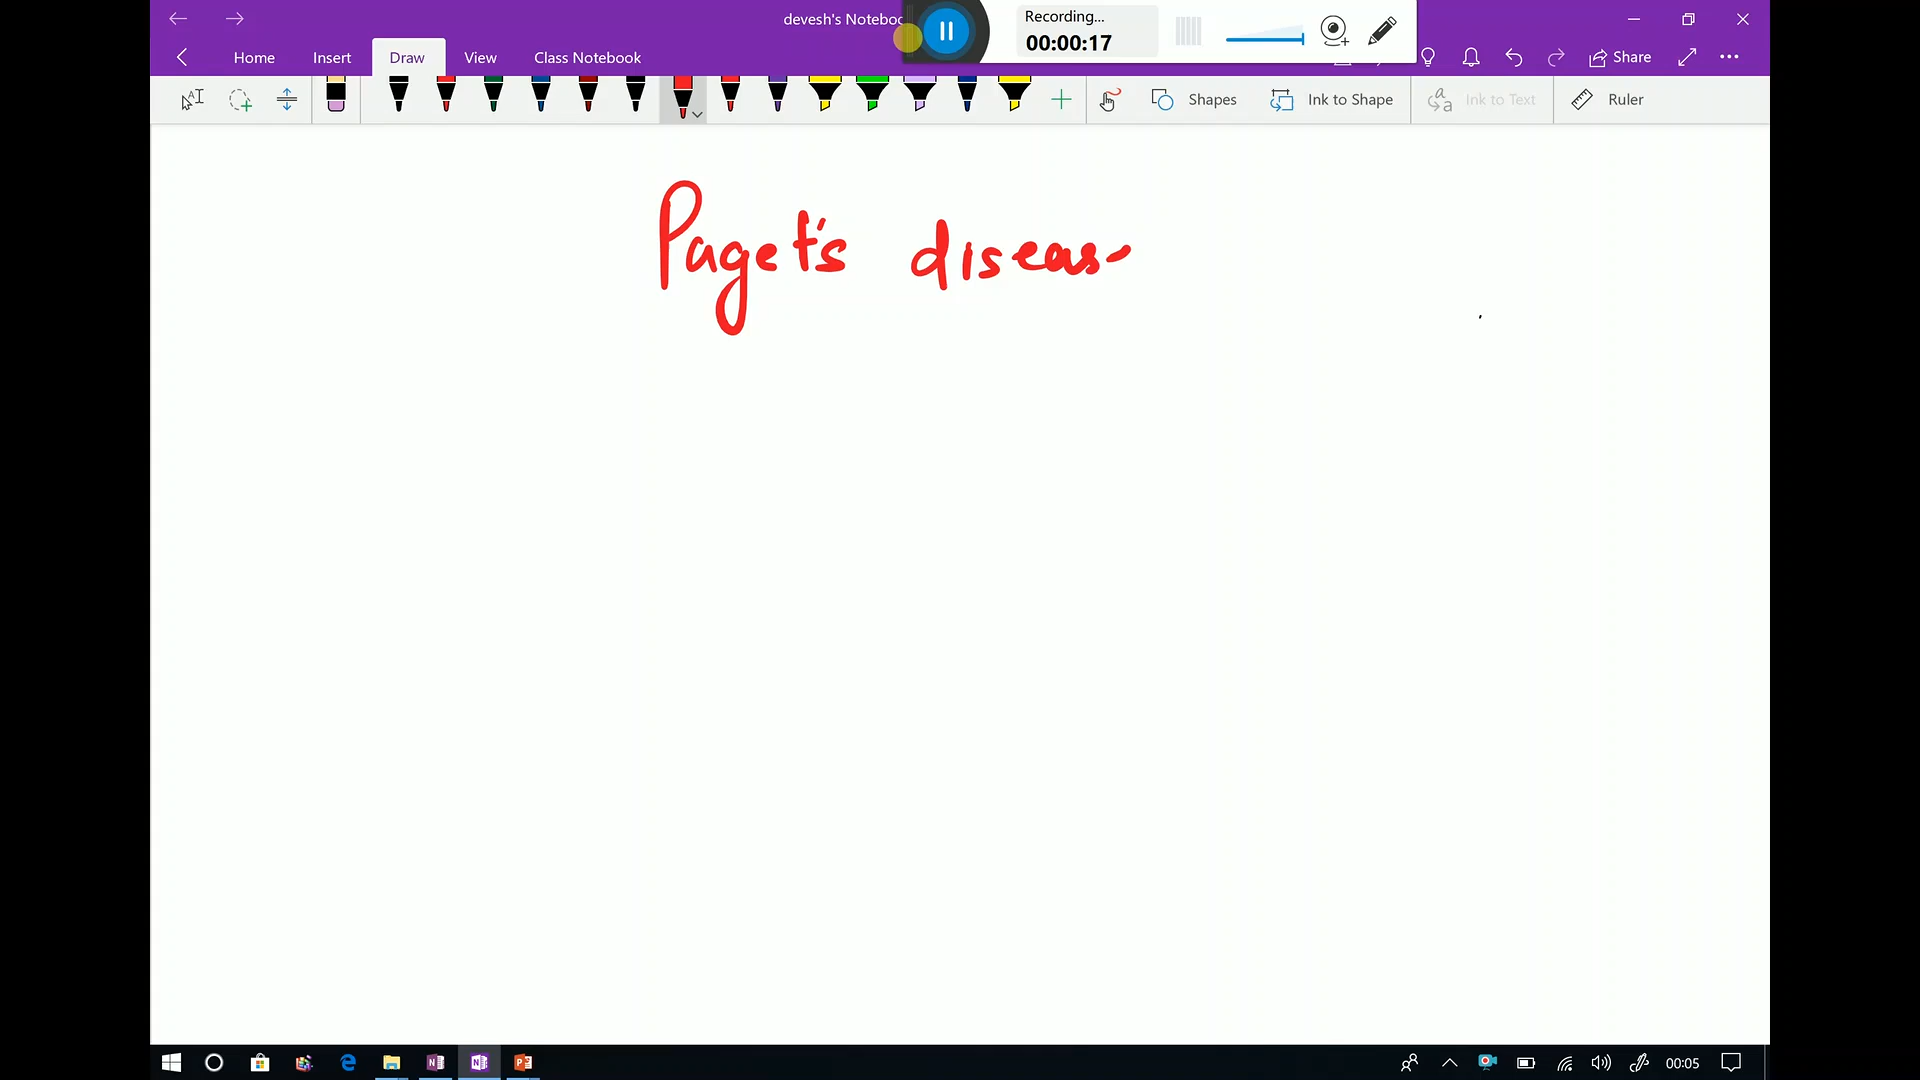 devesh's Noteboo
Recording...
00:00:17
Home
Insert
Draw
View
Class Notebook
Share
Shapes
Ink to Shape
Ink to Text
Ruler
Paget's disease
00:05